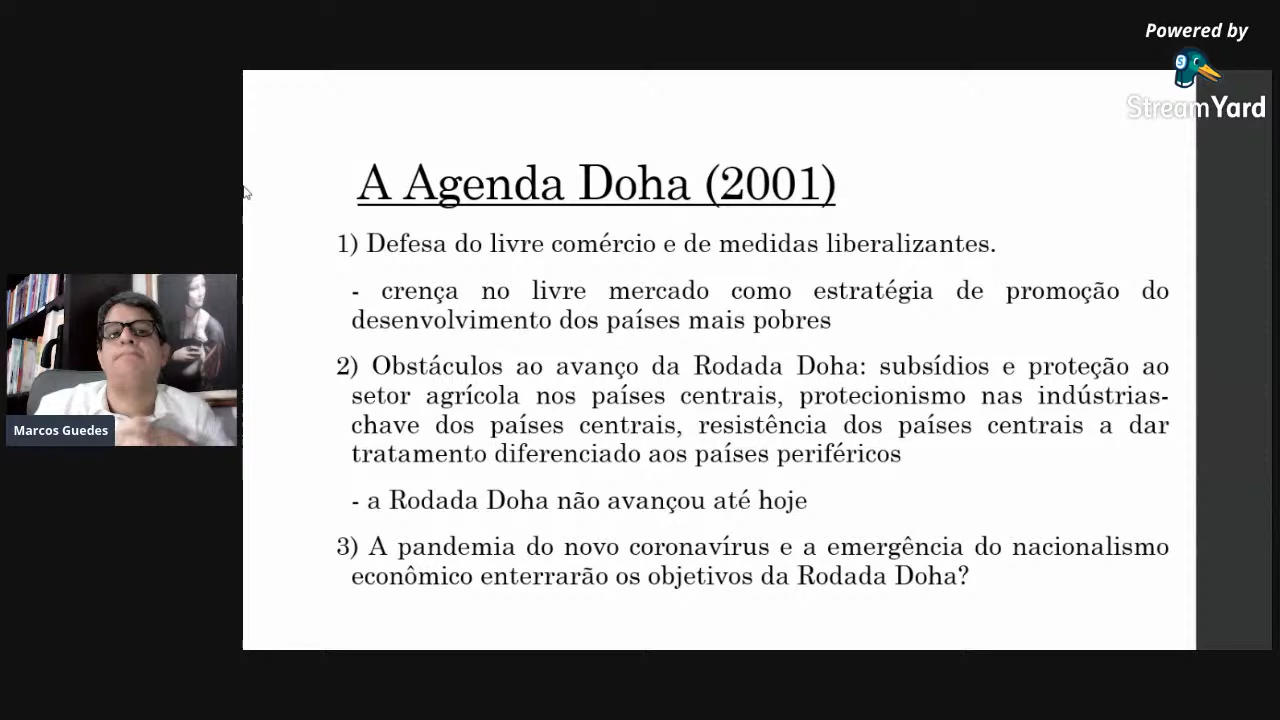 Powered by
StreamYard
A Agenda Doha (2001)
1) Defesa do livre comércio e de medidas liberalizantes.
- crença no livre mercado como estratégia de promoção do
desenvolvimento dos países mais pobres
2) Obstáculos ao avanço da Rodada Doha: subsídios e proteção ao
setor agrícola nos países centrais, protecionismo nas indústrias-
chave dos países centrais, resistência dos países centrais a dar
tratamento diferenciado aos países periféricos
- a Rodada Doha não avançou até hoje
3) A pandemia do novo coronavírus e a emergência do nacionalismo
econômico enterrarão os objetivos da Rodada Doha?
Marcos Guedes